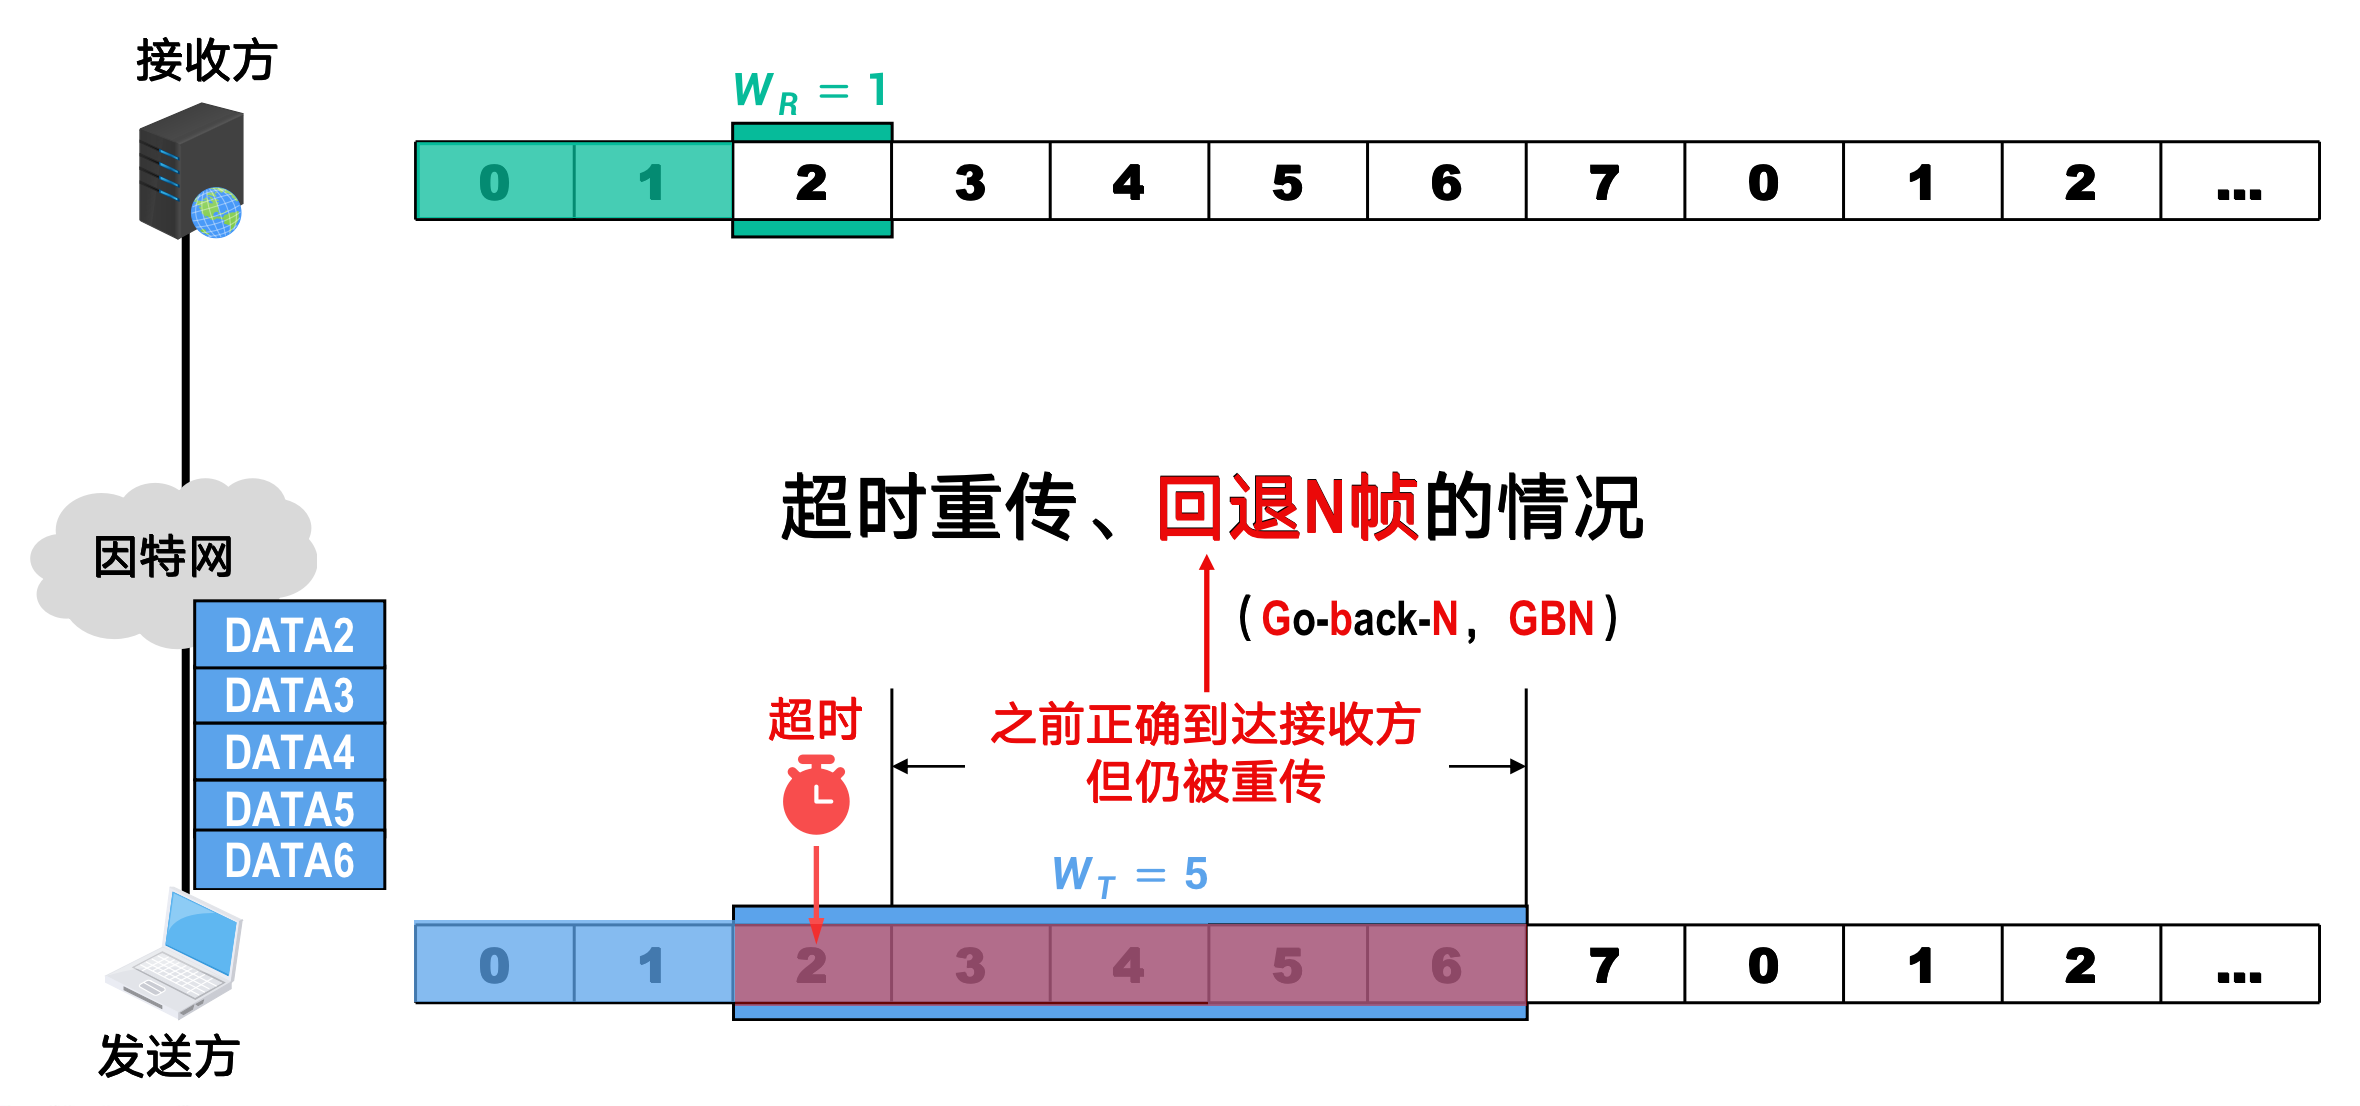 接收方
W_R = 1
0 1 2 3 4 5 6 7 0 1 2 ...
超时重传、回退N帧的情况
（Go-back-N，GBN）
因特网
DATA2
DATA3
DATA4
DATA5
DATA6
超时
之前正确到达接收方
但仍被重传
W_T = 5
0 1 2 3 4 5 6 7 0 1 2 ...
发送方